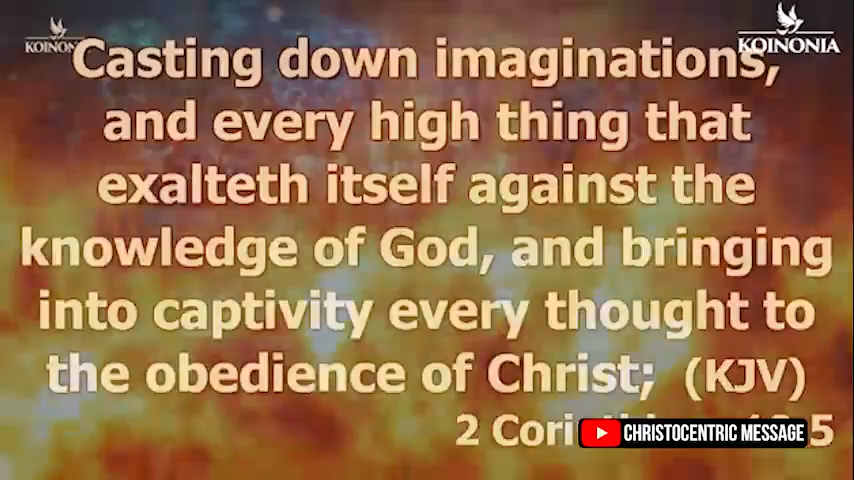 KOINON
KOINONIA
Casting down imaginations,
and every high thing that
exalteth itself against the
knowledge of God, and bringing
into captivity every thought to
the obedience of Christ; (KJV)
2 Cori 5
CHRISTOCENTRIC MESSAGE